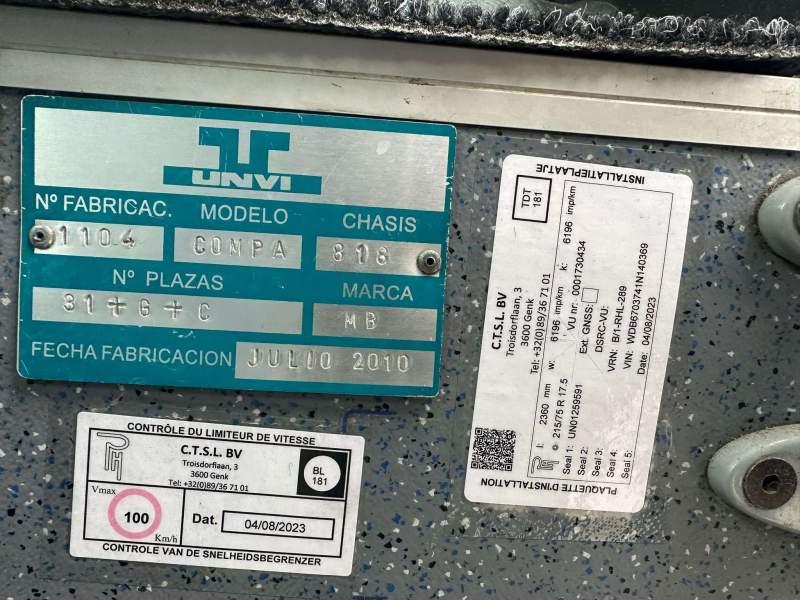 UNVI
Nº FABRICAC. MODELO CHASIS
1104 COMPA 818
Nº PLAZAS MARCA
31+G+C MB
FECHA FABRICACION JULIO 2010
CONTRÔLE DU LIMITEUR DE VITESSE
C.T.S.L. BV
Troisdorflaan, 3
3600 Genk
Tel: +32(0)89/36 71 01
BL
181
Vmax
100
Km/h
Dat. 04/08/2023
CONTROLE VAN DE SNELHEIDSBEGRENZER
INSTALLATIEPLAATJE
TDT
181
C.T.S.L. BV
Troisdorflaan, 3
3600 Genk
Tel: +32(0)89/36 71 01
l: 2360 mm w: 6196 imp/km k: 6196 imp/km
215/75 R 17.5 VU nr: 0001730434
Seal 1: UN01259591 Ext. GNSS:
Seal 2: DSRC-VU:
Seal 3: VRN: B/1-RHL-289
Seal 4: VIN: WDB6703741N140369
Seal 5: Date: 04/08/2023
PLAQUETTE D'INSTALLATION